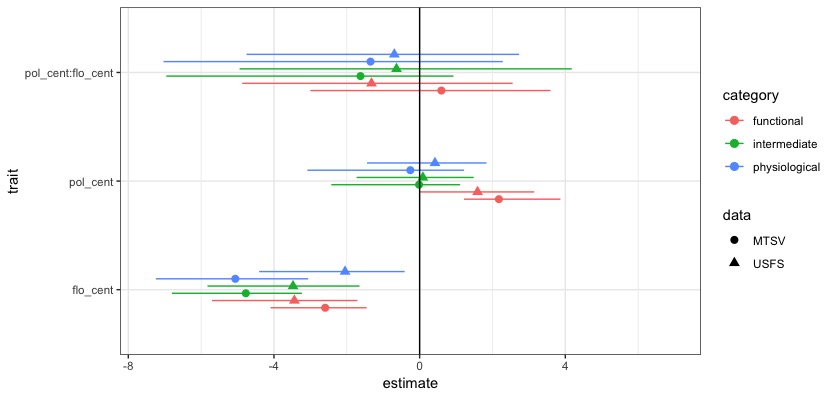 pol_cent:flo_cent
pol_cent
flo_cent
trait
-8
-4
0
4
estimate
category
functional
intermediate
physiological
data
MTSV
USFS